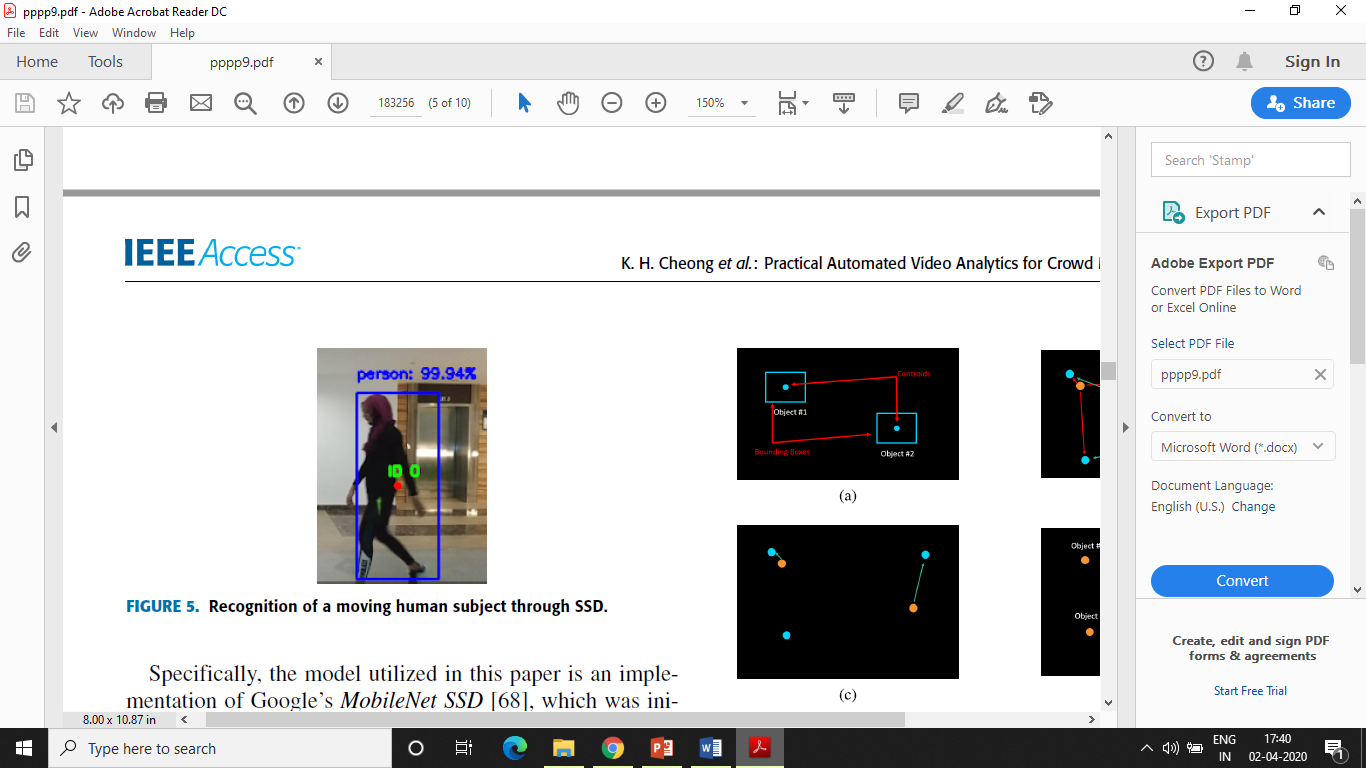 pppp9.pdf - Adobe Acrobat Reader DC
File Edit View Window Help
Home Tools pppp9.pdf × Sign In
183256 (5 of 10) 150% Share
IEEE Access
K. H. Cheong et al.: Practical Automated Video Analytics for Crowd
person: 99.94%
ID 0
FIGURE 5. Recognition of a moving human subject through SSD.
Specifically, the model utilized in this paper is an imple-
mentation of Google's MobileNet SSD [68], which was ini-
Centroids
Object #1
Bounding Boxes
Object #2
(a)
(c)
Object #
Object
8.00 x 10.87 in
Search 'Stamp'
Export PDF
Adobe Export PDF
Convert PDF Files to Word
or Excel Online
Select PDF File
pppp9.pdf
Convert to
Microsoft Word (*.docx)
Document Language:
English (U.S.) Change
Convert
Create, edit and sign PDF
forms & agreements
Start Free Trial
Type here to search
ENG
IN
17:40
02-04-2020
1